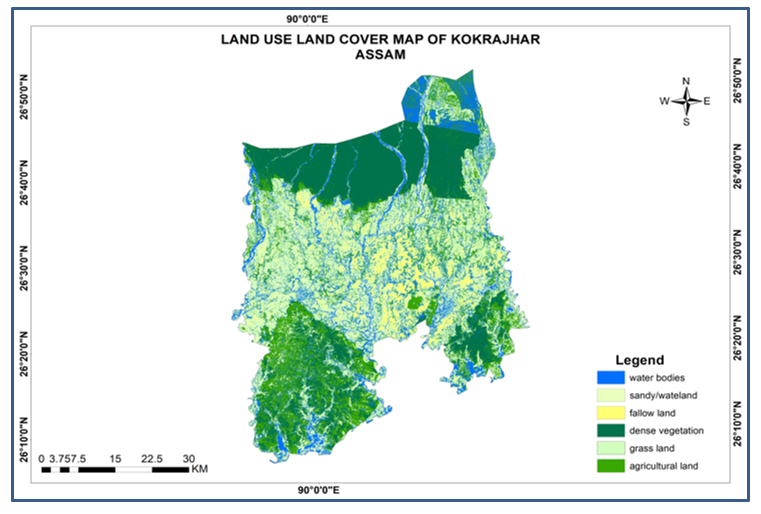 90°0'0"E
LAND USE LAND COVER MAP OF KOKRAJHAR
ASSAM
26°50'0"N
26°40'0"N
26°30'0"N
26°20'0"N
26°10'0"N
26°50'0"N
26°40'0"N
26°30'0"N
26°20'0"N
26°10'0"N
N
W E
S
Legend
water bodies
sandy/wateland
fallow land
dense vegetation
grass land
agricultural land
0 3.757.5 15 22.5 30
KM
90°0'0"E